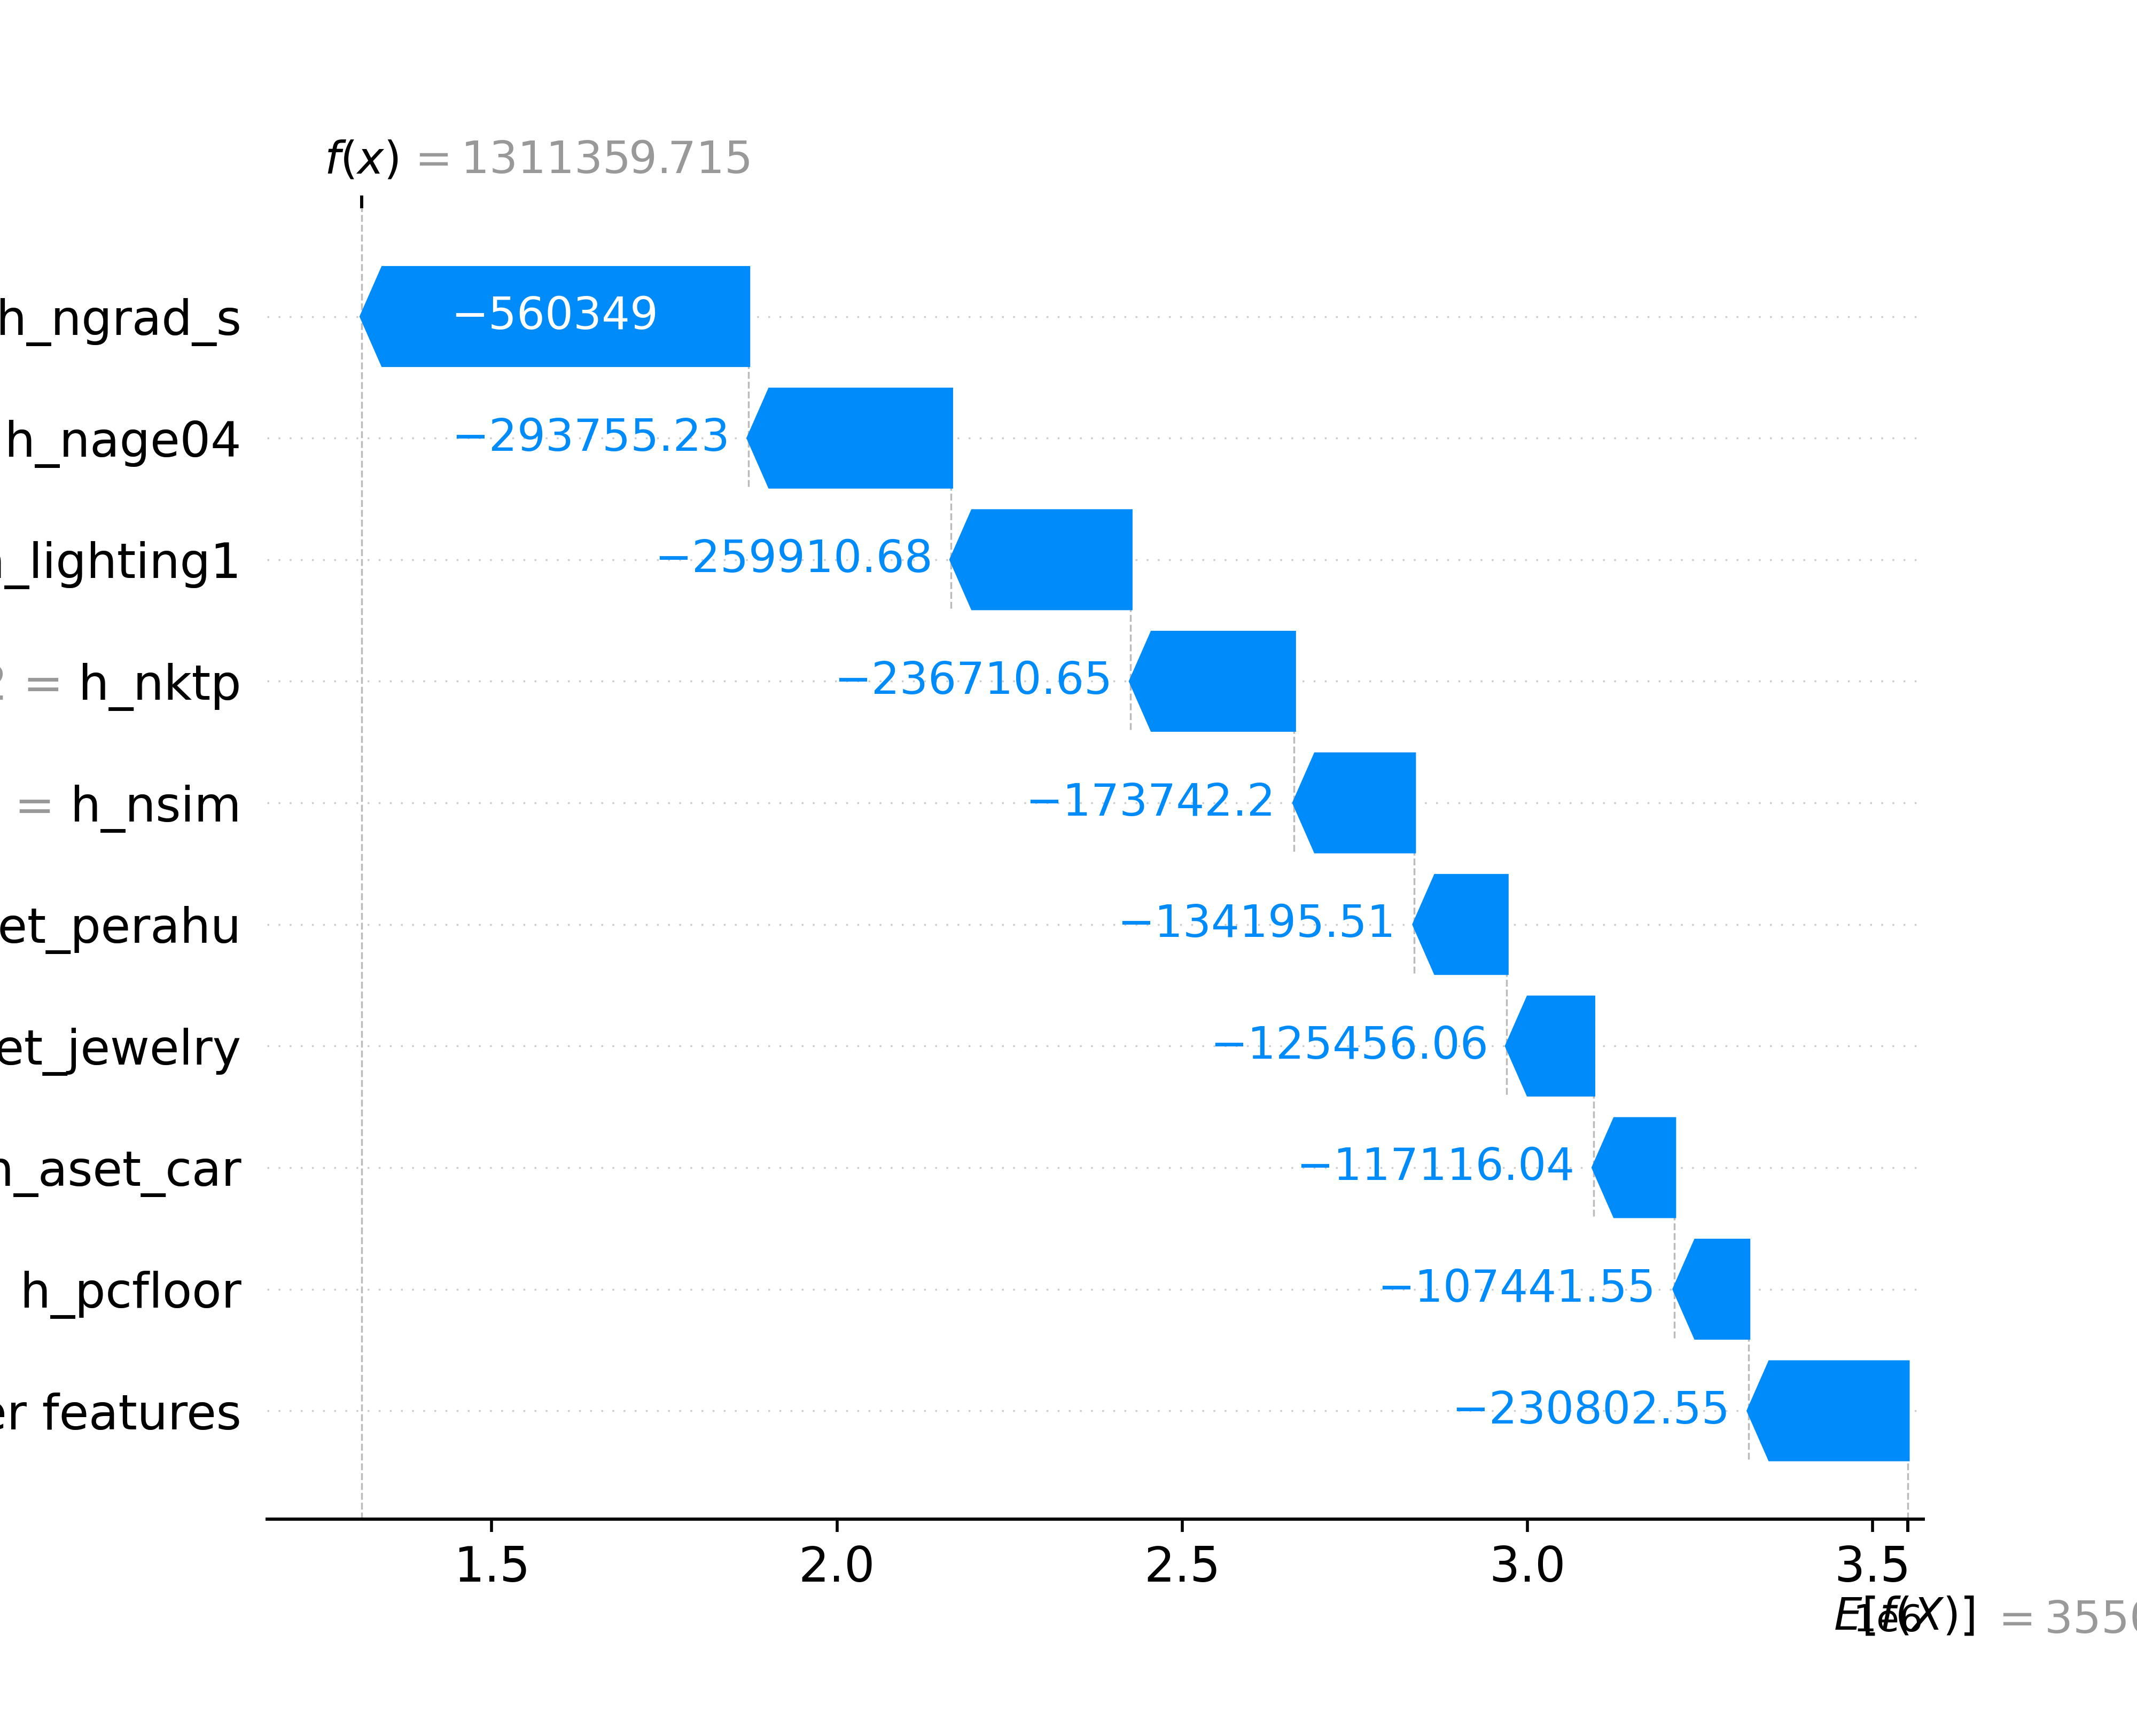 f(x) = 1311359.715
h_ngrad_s −560349
h_nage04 −293755.23
_lighting1 −259910.68
= h_nktp −236710.65
= h_nsim −173742.2
et_perahu −134195.51
et_jewelry −125456.06
_aset_car −117116.04
h_pcfloor −107441.55
features −230802.55
1.5 2.0 2.5 3.0 3.5
1e6
E[f(X)] = 355